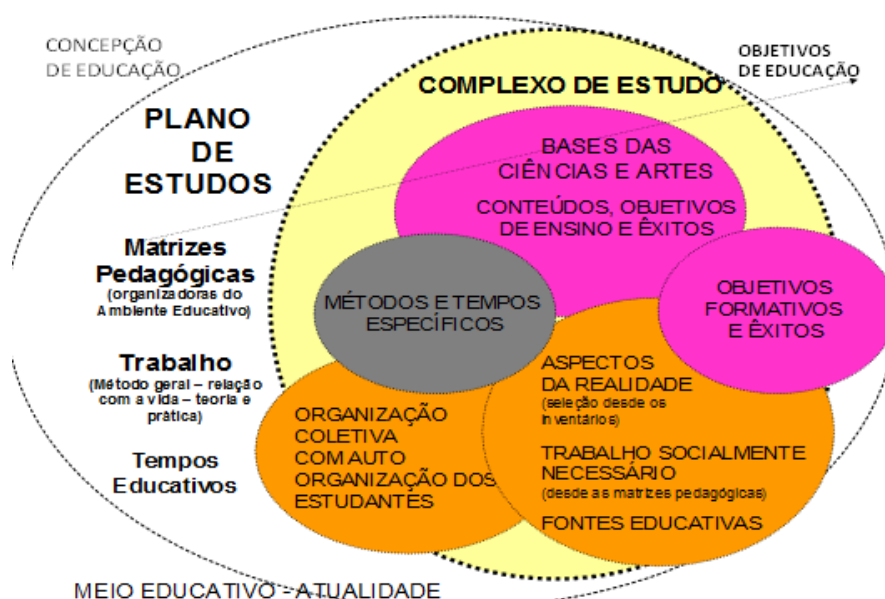 CONCEPÇÃO
DE EDUCAÇÃO
OBJETIVOS
DE EDUCAÇÃO
PLANO
DE
ESTUDOS
COMPLEXO DE ESTUDO
BASES DAS
CIÊNCIAS E ARTES
CONTEÚDOS, OBJETIVOS
DE ENSINO E ÊXITOS
Matrizes
Pedagógicas
(organizadoras do
Ambiente Educativo)
MÉTODOS E TEMPOS
ESPECÍFICOS
OBJETIVOS
FORMATIVOS
E ÊXITOS
Trabalho
(Método geral – relação
com a vida – teoria e
prática)
Tempos
Educativos
ORGANIZAÇÃO
COLETIVA
COM AUTO
ORGANIZAÇÃO DOS
ESTUDANTES
ASPECTOS
DA REALIDADE
(seleção desde os
inventários)
TRABALHO SOCIALMENTE
NECESSÁRIO
(desde as matrizes pedagógicas)
FONTES EDUCATIVAS
MEIO EDUCATIVO - ATUALIDADE